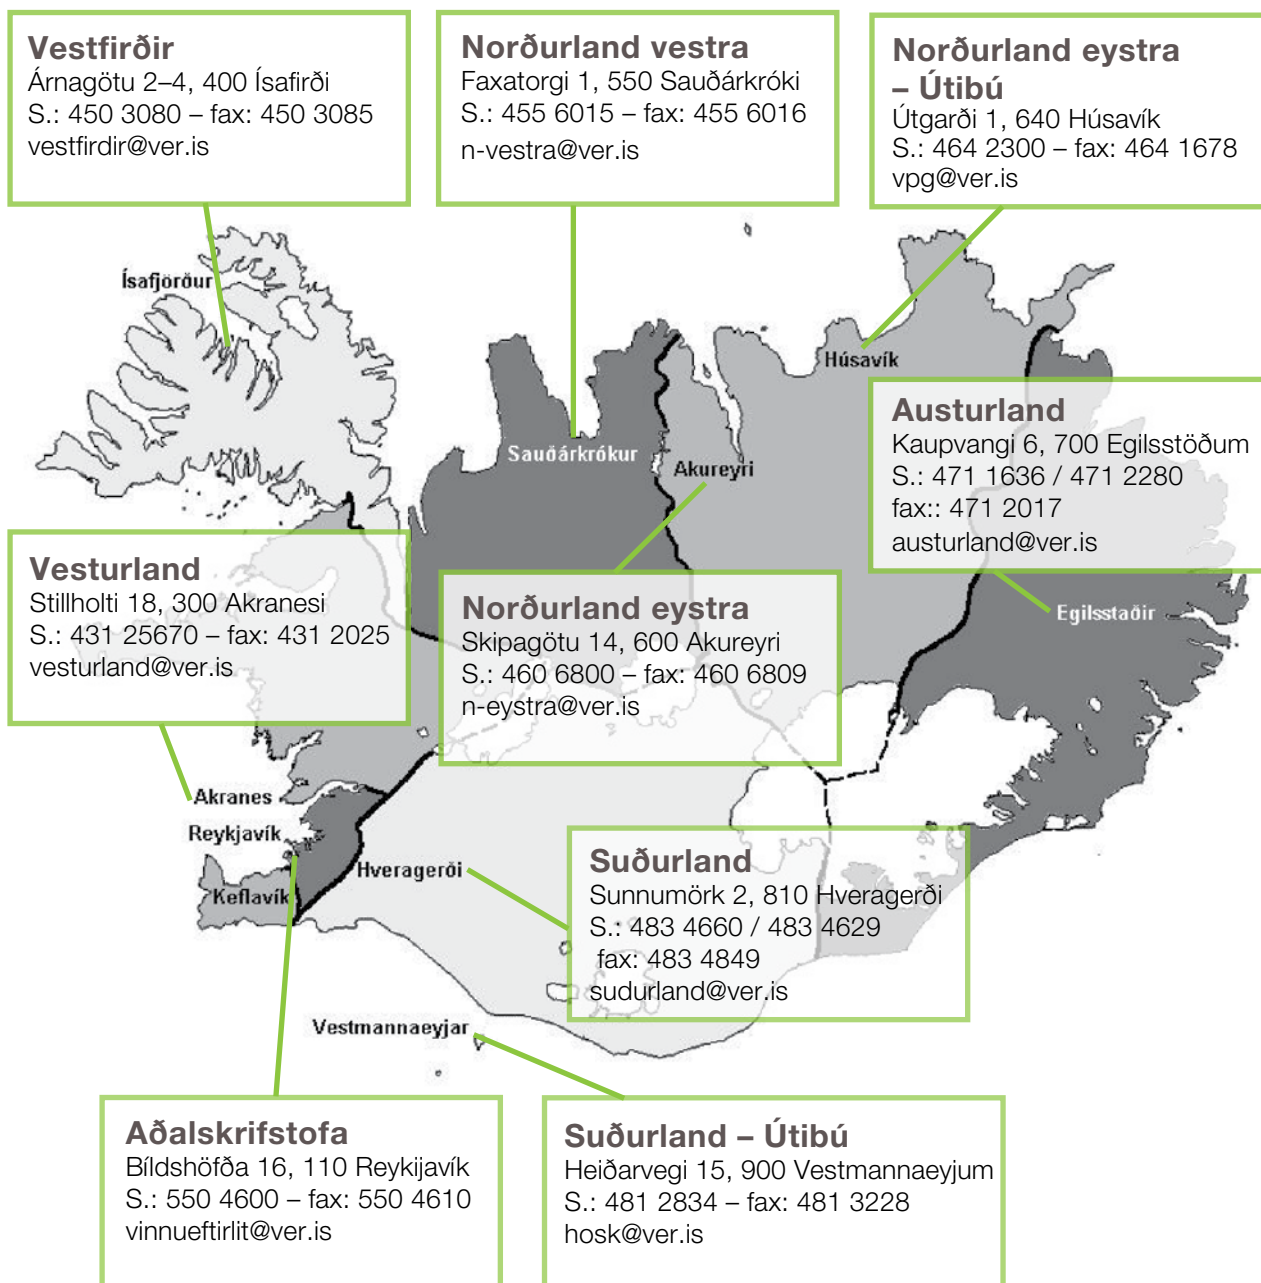 Vestfirðir
Árnagötu 2–4, 400 Ísafirði
S.: 450 3080 – fax: 450 3085
vestfirdir@ver.is
Norðurland vestra
Faxatorgi 1, 550 Sauðárkróki
S.: 455 6015 – fax: 455 6016
n-vestra@ver.is
Norðurland eystra
– Útibú
Útgarði 1, 640 Húsavík
S.: 464 2300 – fax: 464 1678
vpg@ver.is
Ísafjörður
Húsavík
Sauðárkrókur
Akureyri
Austurland
Kaupvangi 6, 700 Egilsstöðum
S.: 471 1636 / 471 2280
fax:: 471 2017
austurland@ver.is
Vesturland
Stillholti 18, 300 Akranesi
S.: 431 25670 – fax: 431 2025
vesturland@ver.is
Norðurland eystra
Skipagötu 14, 600 Akureyri
S.: 460 6800 – fax: 460 6809
n-eystra@ver.is
Egilsstaðir
Akranes
Reykjavík
Keflavík
Hveragerði
Suðurland
Sunnumörk 2, 810 Hveragerði
S.: 483 4660 / 483 4629
fax: 483 4849
sudurland@ver.is
Vestmannaeyjar
Aðalskrifstofa
Bíldshöfða 16, 110 Reykijavík
S.: 550 4600 – fax: 550 4610
vinnueftirlit@ver.is
Suðurland – Útibú
Heiðarvegi 15, 900 Vestmannaeyjum
S.: 481 2834 – fax: 481 3228
hosk@ver.is